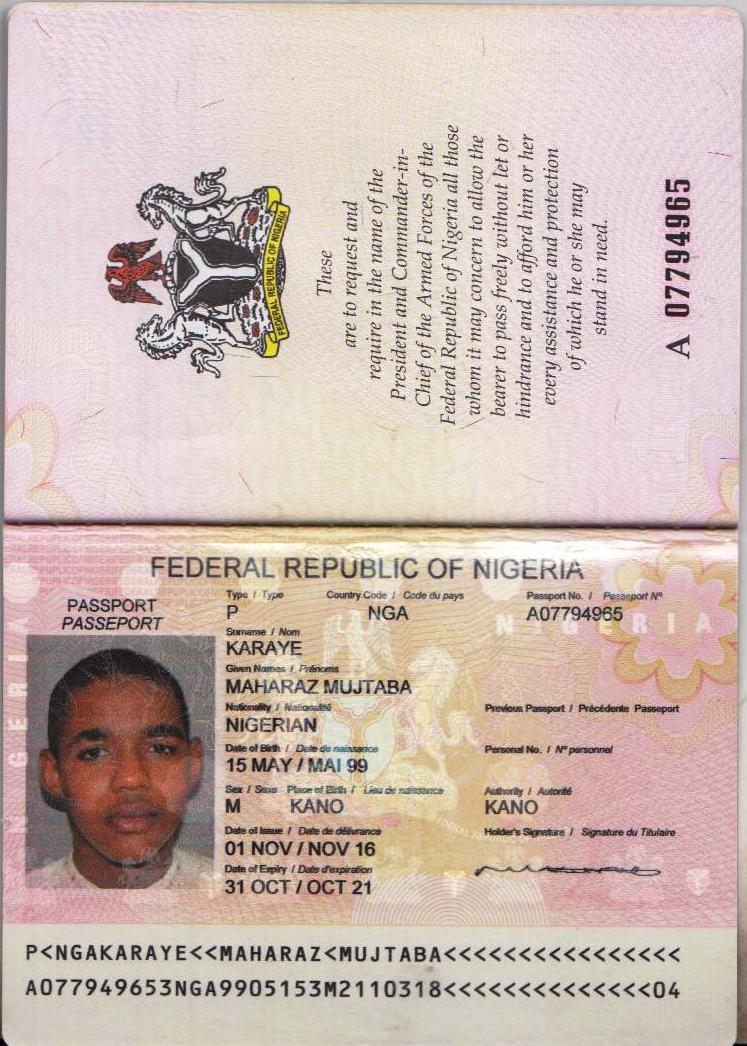 FEDERAL REPUBLIC OF NIGERIA
These
are to request and
require in the name of the
President and Commander-in-
Chief of the Armed Forces of the
Federal Republic of Nigeria all those
whom it may concern to allow the
bearer to pass freely without let or
hindrance and to afford him or her
every assistance and protection
of which he or she may
stand in need.
A 07794965
FEDERAL REPUBLIC OF NIGERIA
PASSPORT
PASSEPORT
Type / Type Country Code / Code du pays Passport No. / Passeport Nº
P NGA A07794965
NIGERIA
Surname / Nom
KARAYE
Given Names / Prénoms
MAHARAZ MUJTABA
Nationality / Nationalité Previous Passport / Précédente Passeport
NIGERIAN
Date of Birth / Date de naissance Personal No. / Nº personnel
15 MAY / MAI 99
Sex / Sexe Place of Birth / Lieu de naissance Authority / Autorité
M KANO KANO
Date of Issue / Date de délivrance Holder's Signature / Signature du Titulaire
01 NOV / NOV 16
Date of Expiry / Date d'expiration
31 OCT / OCT 21
P<NGAKARAYE<<MAHARAZ<MUJTABA<<<<<<<<<<<<<<<<
A077949653NGA9905153M2110318<<<<<<<<<<<<<<04